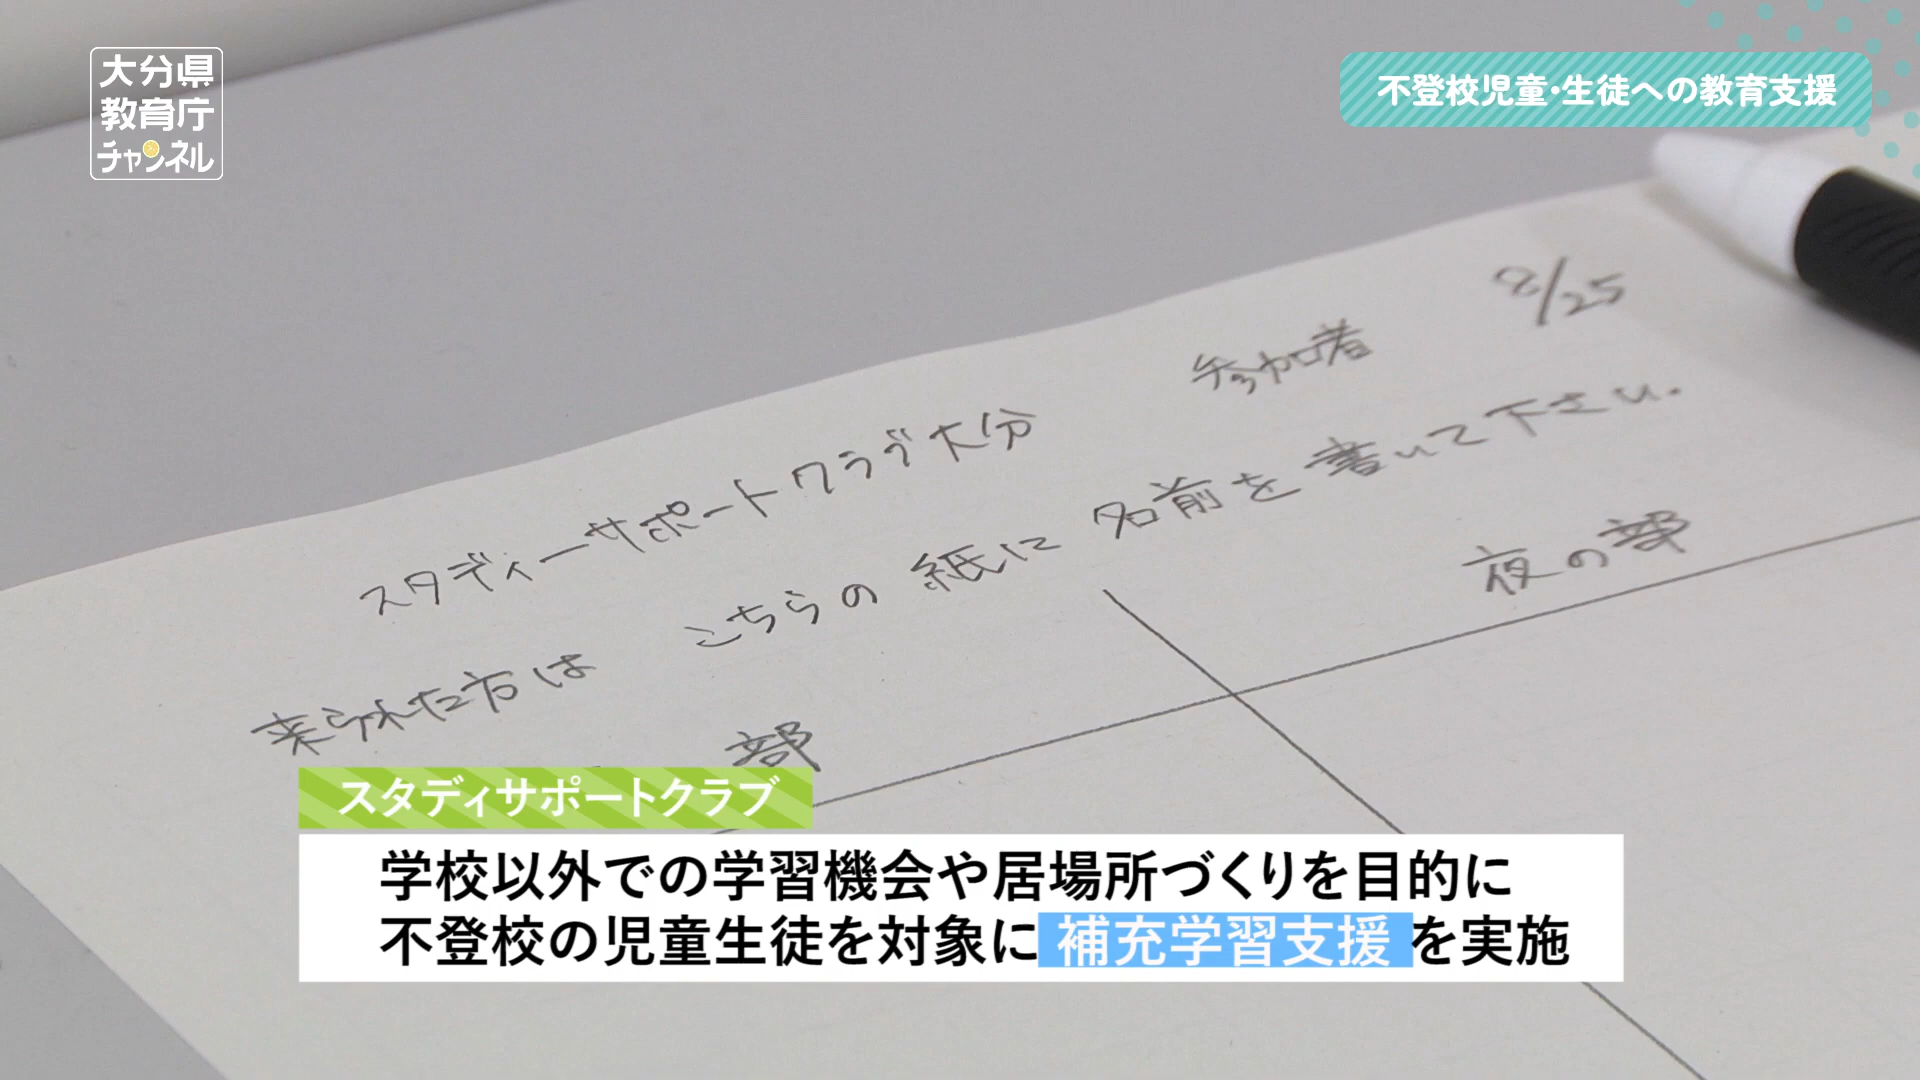 大分県
教育庁
チャンネル
不登校児童・生徒への教育支援
スタディーサポートクラブ大分 参加者 8/25
来られた方は こちらの紙に 名前を書いて下さい.
部
夜の部
スタディサポートクラブ
学校以外での学習機会や居場所づくりを目的に
不登校の児童生徒を対象に 補充学習支援 を実施